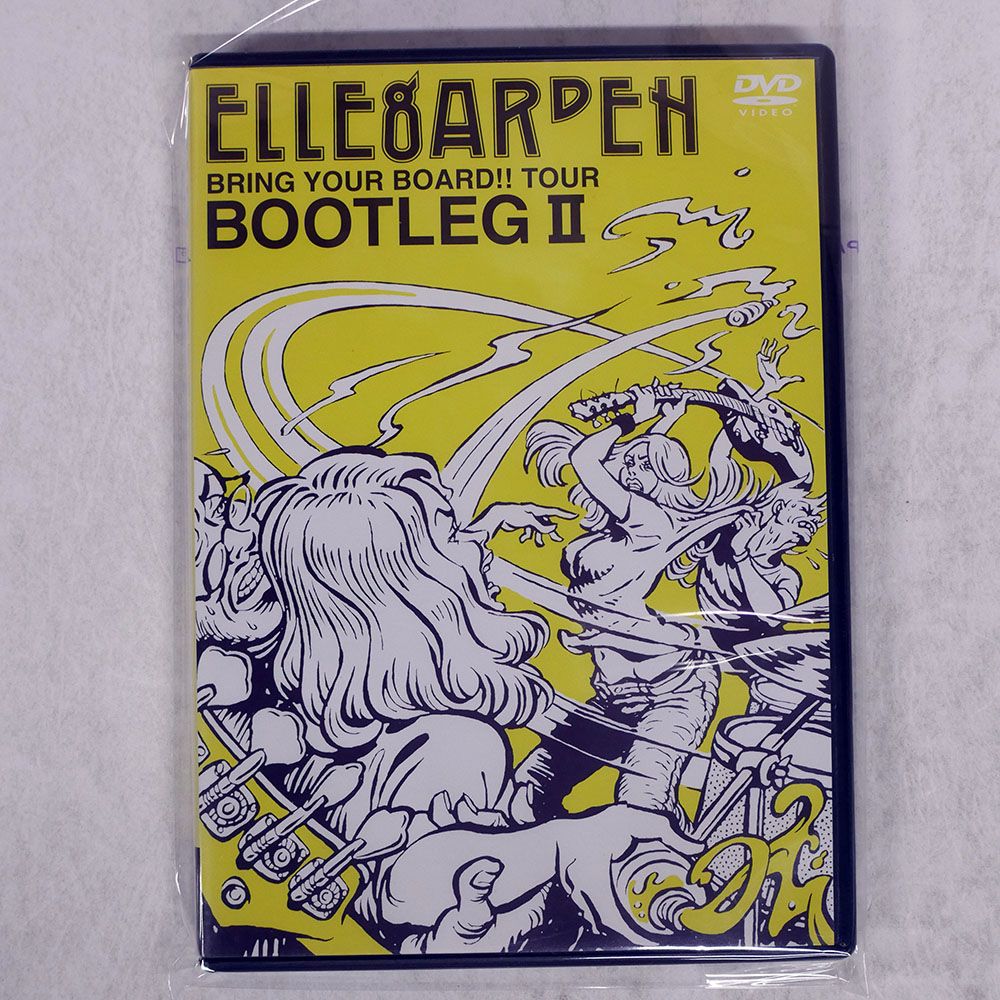 ELLEGARDEN
DVD
VIDEO
BRING YOUR BOARD!! TOUR
BOOTLEG II